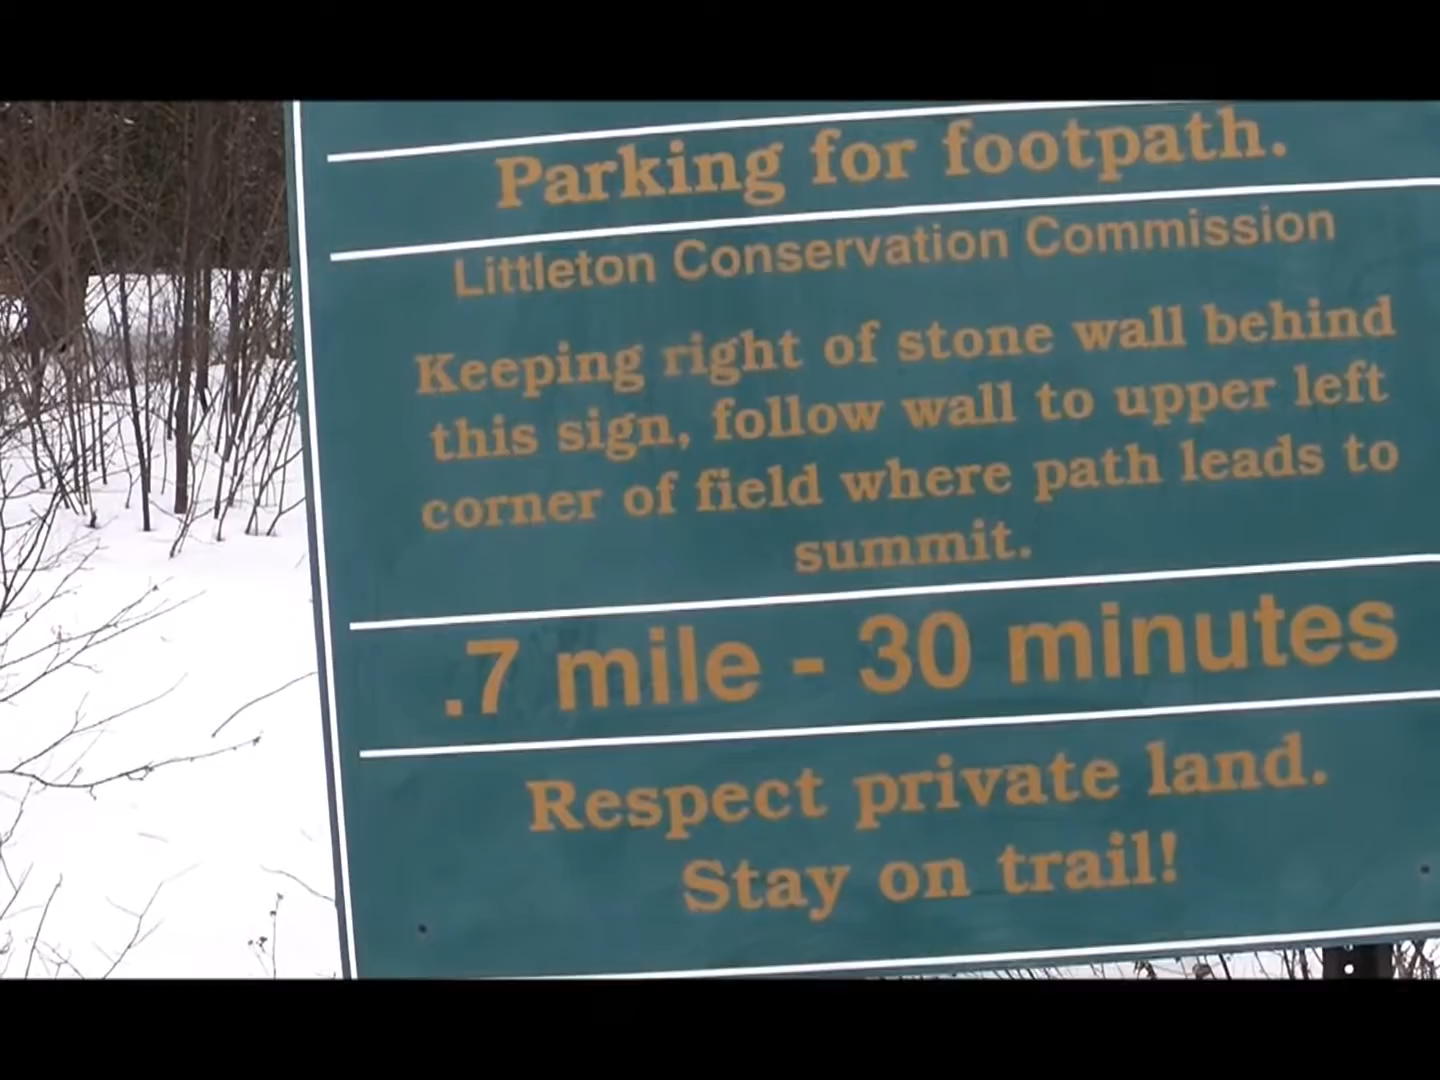 Parking for footpath.
Littleton Conservation Commission
Keeping right of stone wall behind
this sign, follow wall to upper left
corner of field where path leads to
summit.
.7 mile - 30 minutes
Respect private land.
Stay on trail!